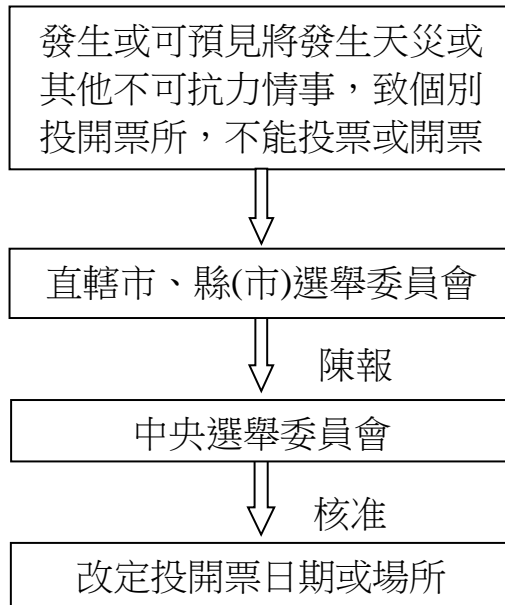 發生或可預見將發生天災或
其他不可抗力情事，致個別
投開票所，不能投票或開票
直轄市、縣(市)選舉委員會
陳報
中央選舉委員會
核准
改定投開票日期或場所